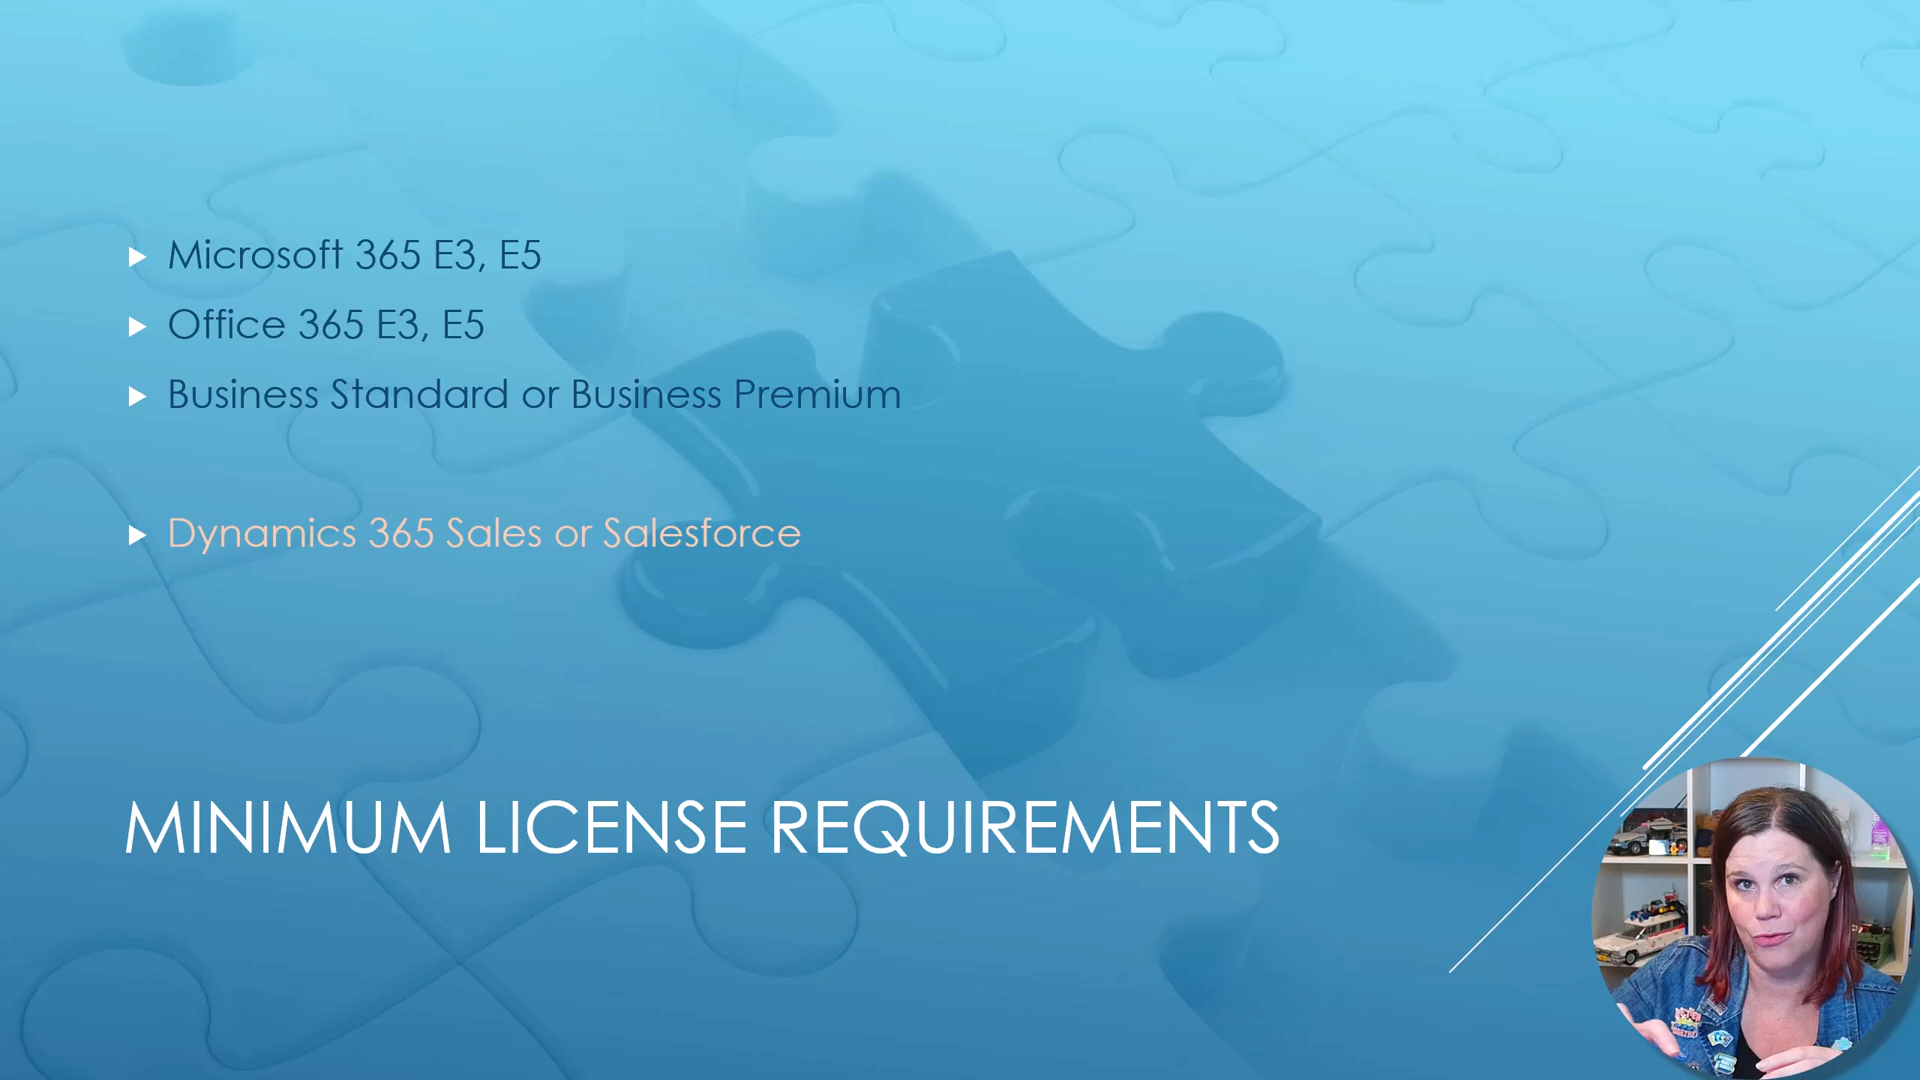 Microsoft 365 E3, E5
Office 365 E3, E5
Business Standard or Business Premium
Dynamics 365 Sales or Salesforce
MINIMUM LICENSE REQUIREMENTS